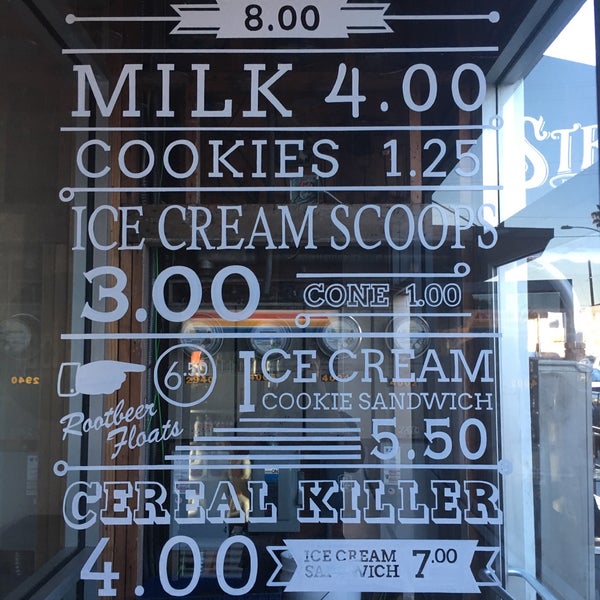 8.00
MILK 4.00
COOKIES 1.25
ICE CREAM SCOOPS
3.00 CONE 1.00
6.50 ICE CREAM
COOKIE SANDWICH
Rootbeer
Floats
5.50
CEREAL KILLER
4.00 ICE CREAM
SANDWICH 7.00
2940